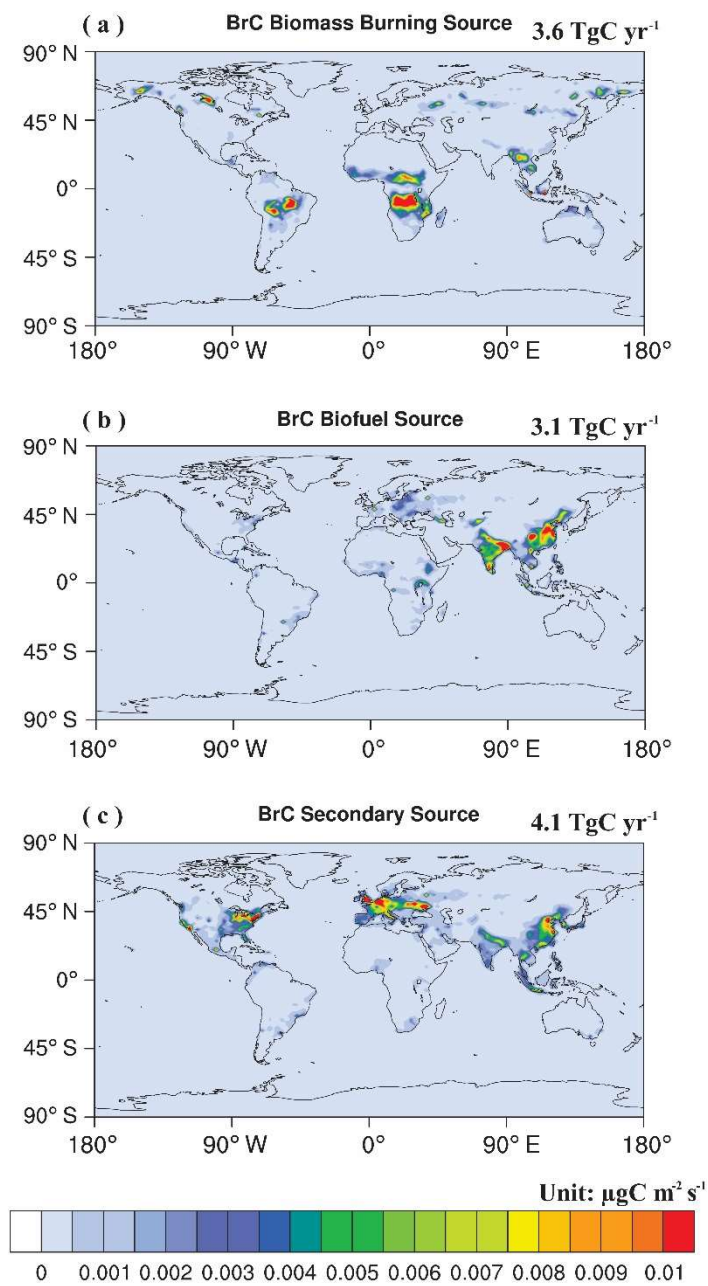 ( a ) BrC Biomass Burning Source 3.6 TgC yr⁻¹
90° N
45° N
0°
45° S
90° S
180° 90° W 0° 90° E 180°
( b ) BrC Biofuel Source 3.1 TgC yr⁻¹
90° N
45° N
0°
45° S
90° S
180° 90° W 0° 90° E 180°
( c ) BrC Secondary Source 4.1 TgC yr⁻¹
90° N
45° N
0°
45° S
90° S
180° 90° W 0° 90° E 180°
Unit: µgC m⁻² s⁻¹
0 0.001 0.002 0.003 0.004 0.005 0.006 0.007 0.008 0.009 0.01